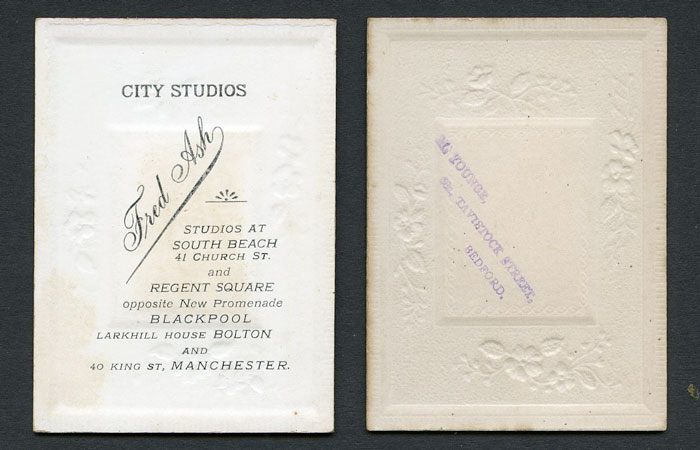 CITY STUDIOS
Fred Ash
STUDIOS AT
SOUTH BEACH
41 CHURCH ST.
and
REGENT SQUARE
opposite New Promenade
BLACKPOOL
LARKHILL HOUSE BOLTON
AND
40 KING ST, MANCHESTER.
M. YOUNGE,
TAVISTOCK STREET,
BEDFORD.